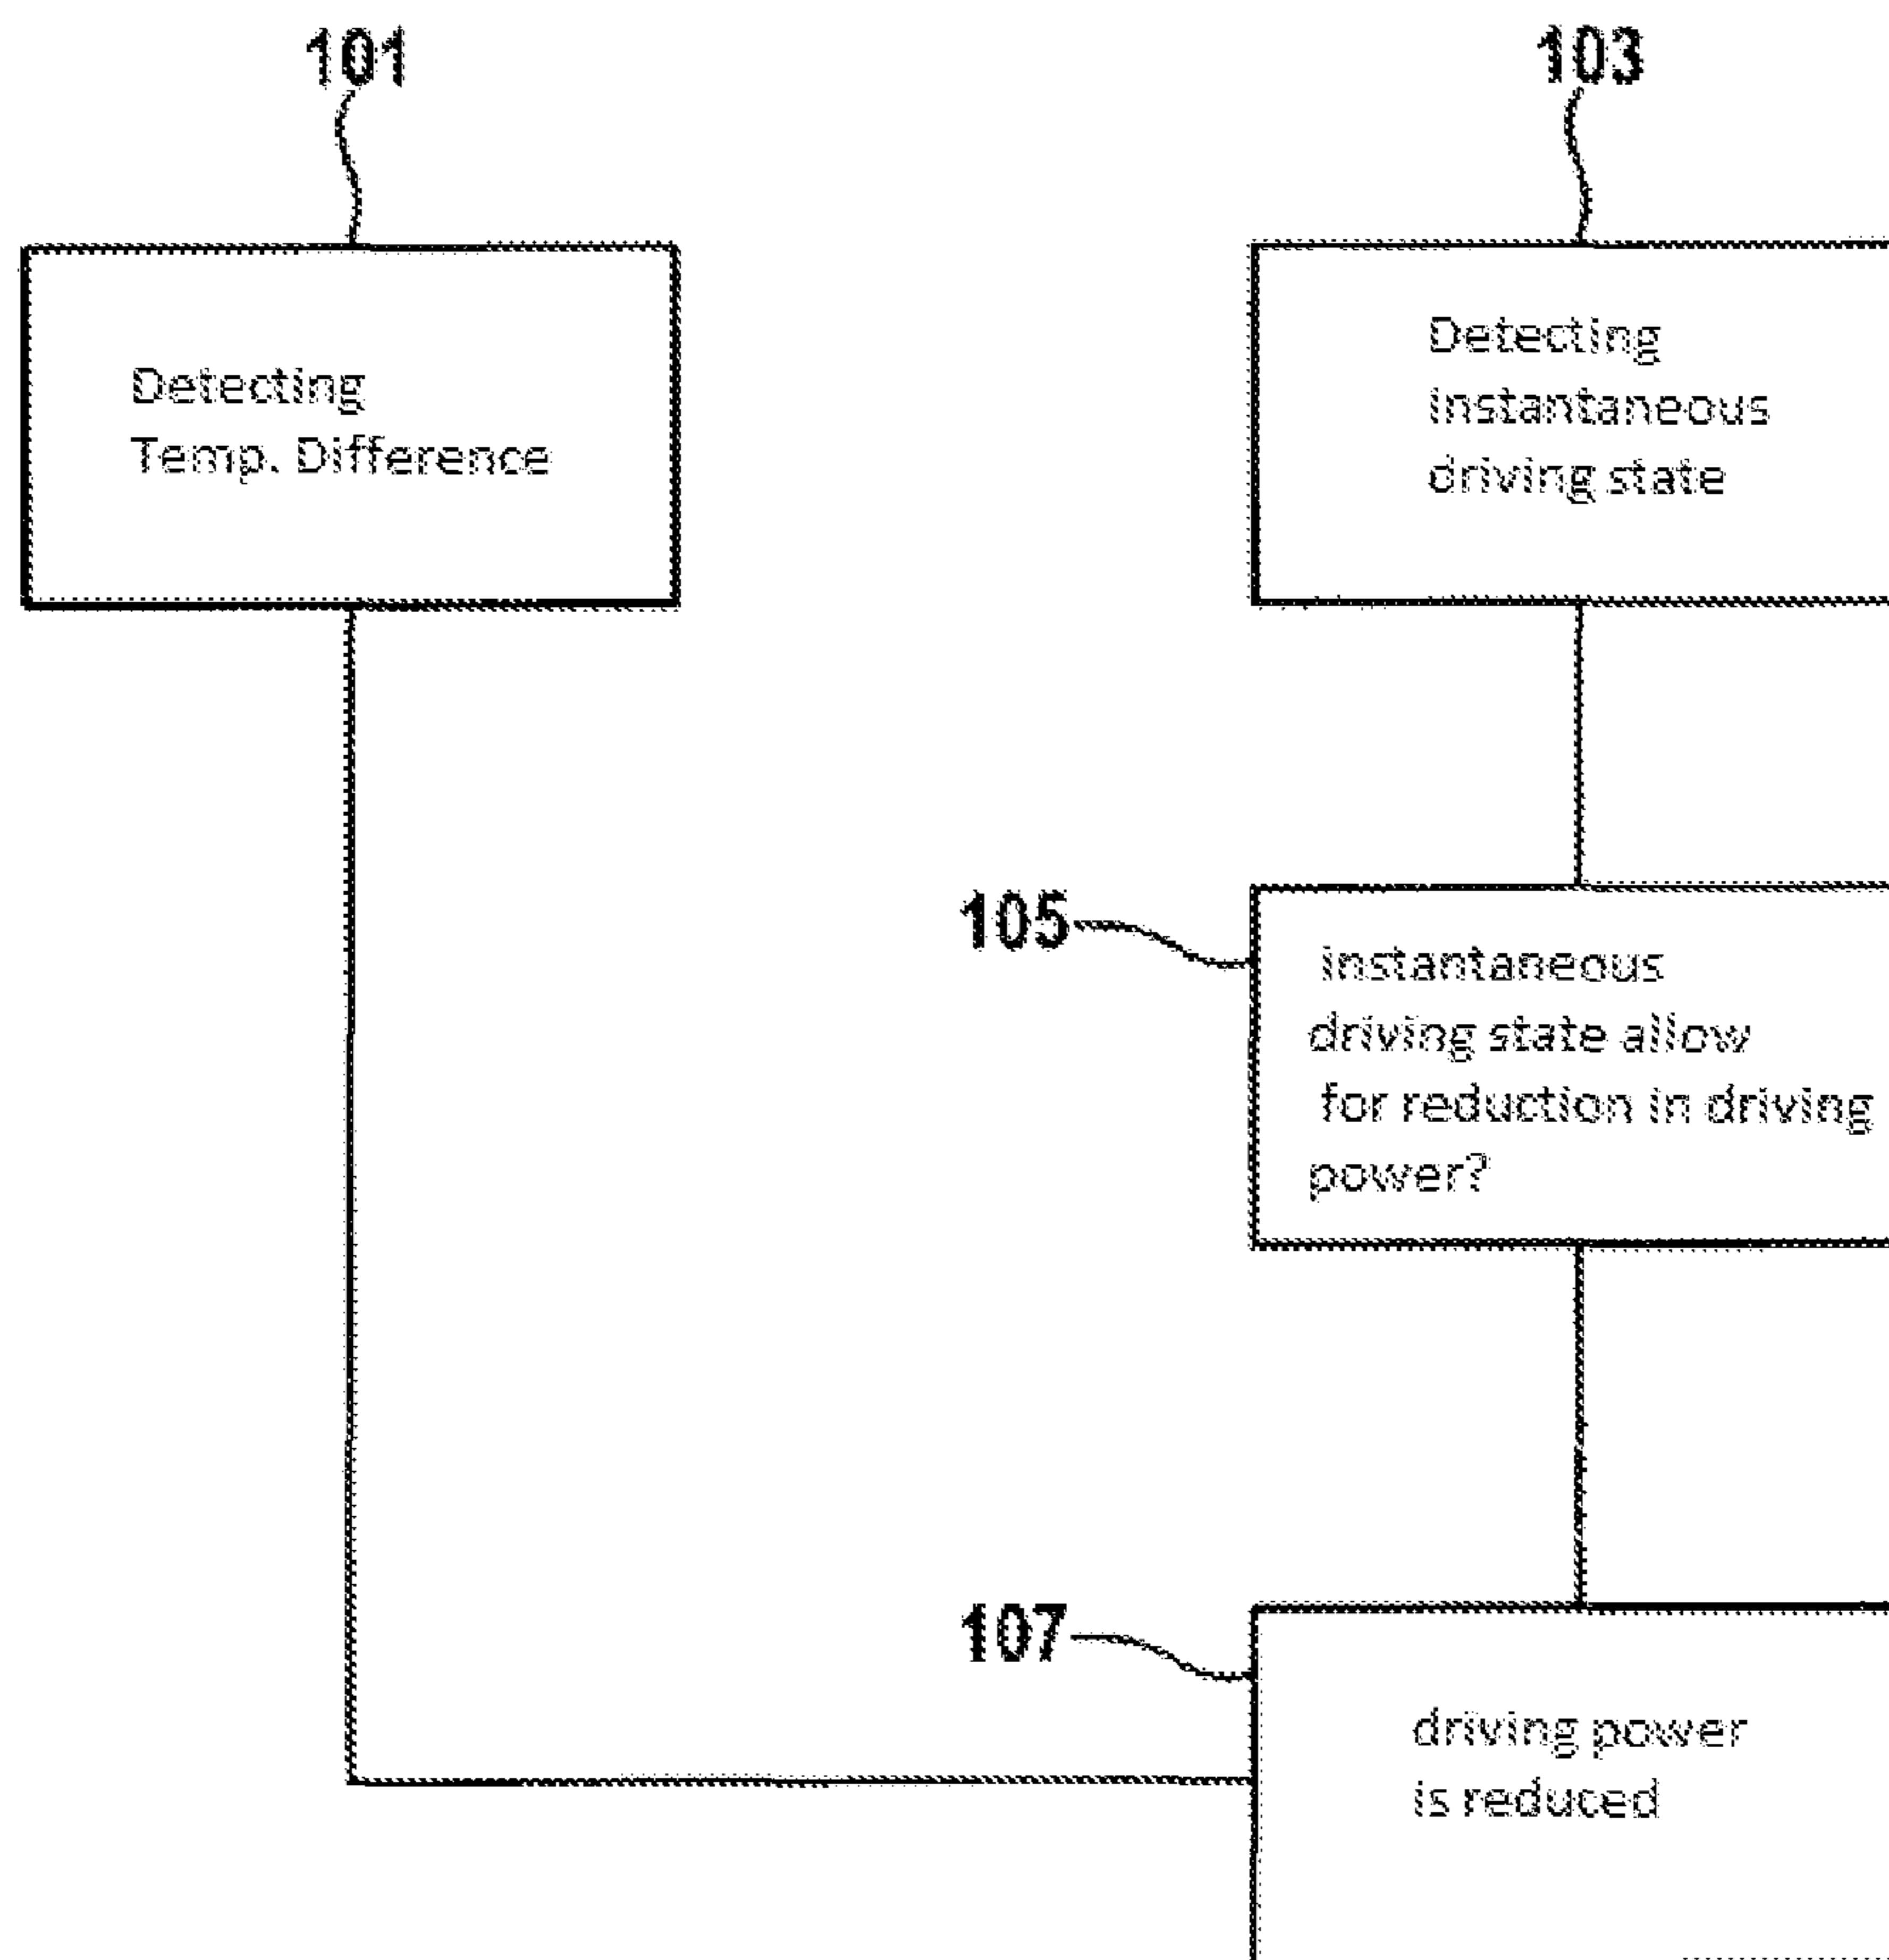 101
103
Detecting
Temp. Difference
Detecting
instantaneous
driving state
105
instantaneous
driving state allow
for reduction in driving
power?
107
driving power
is reduced